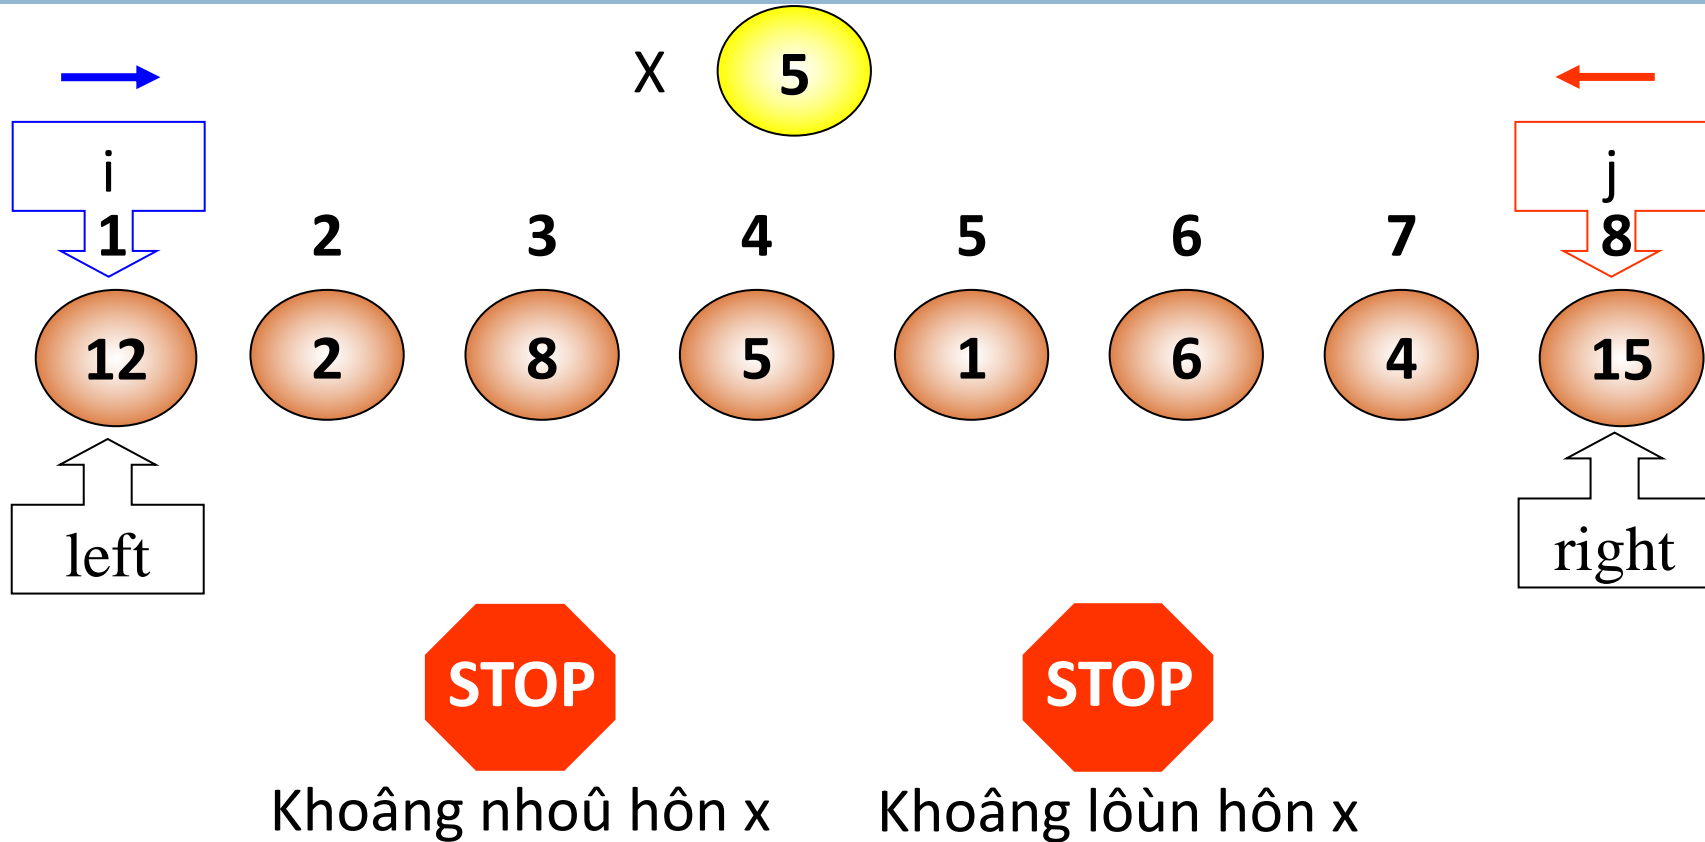 X 5
i j
1 2 3 4 5 6 7 8
12 2 8 5 1 6 4 15
left right
STOP STOP
Khoâng nhoû hôn x Khoâng lôùn hôn x